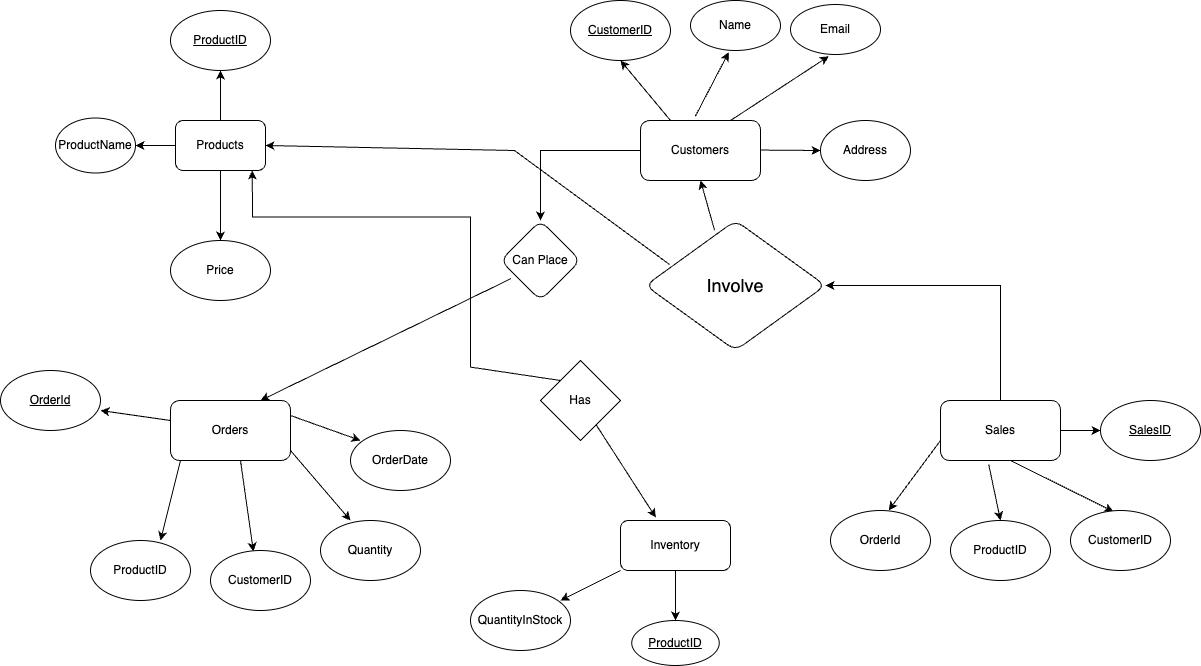 CustomerID
Name
Email
ProductID
ProductName
Products
Customers
Address
Can Place
Price
Involve
OrderId
Has
Orders
OrderDate
Sales
SalesID
ProductID
CustomerID
Quantity
Inventory
OrderId
ProductID
CustomerID
QuantityInStock
ProductID